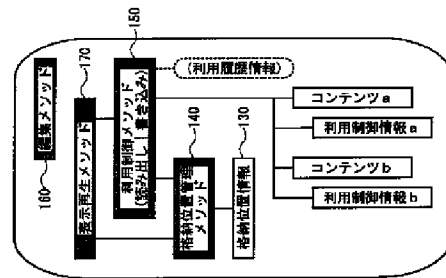 160
編集メソッド
170
表示再生メソッド
150
利用制御メソッド
(読み出し|書き込み)
(利用履歴情報)
140
格納位置管理
メソッド
130
格納位置情報
コンテンツa
利用制御情報a
コンテンツb
利用制御情報b